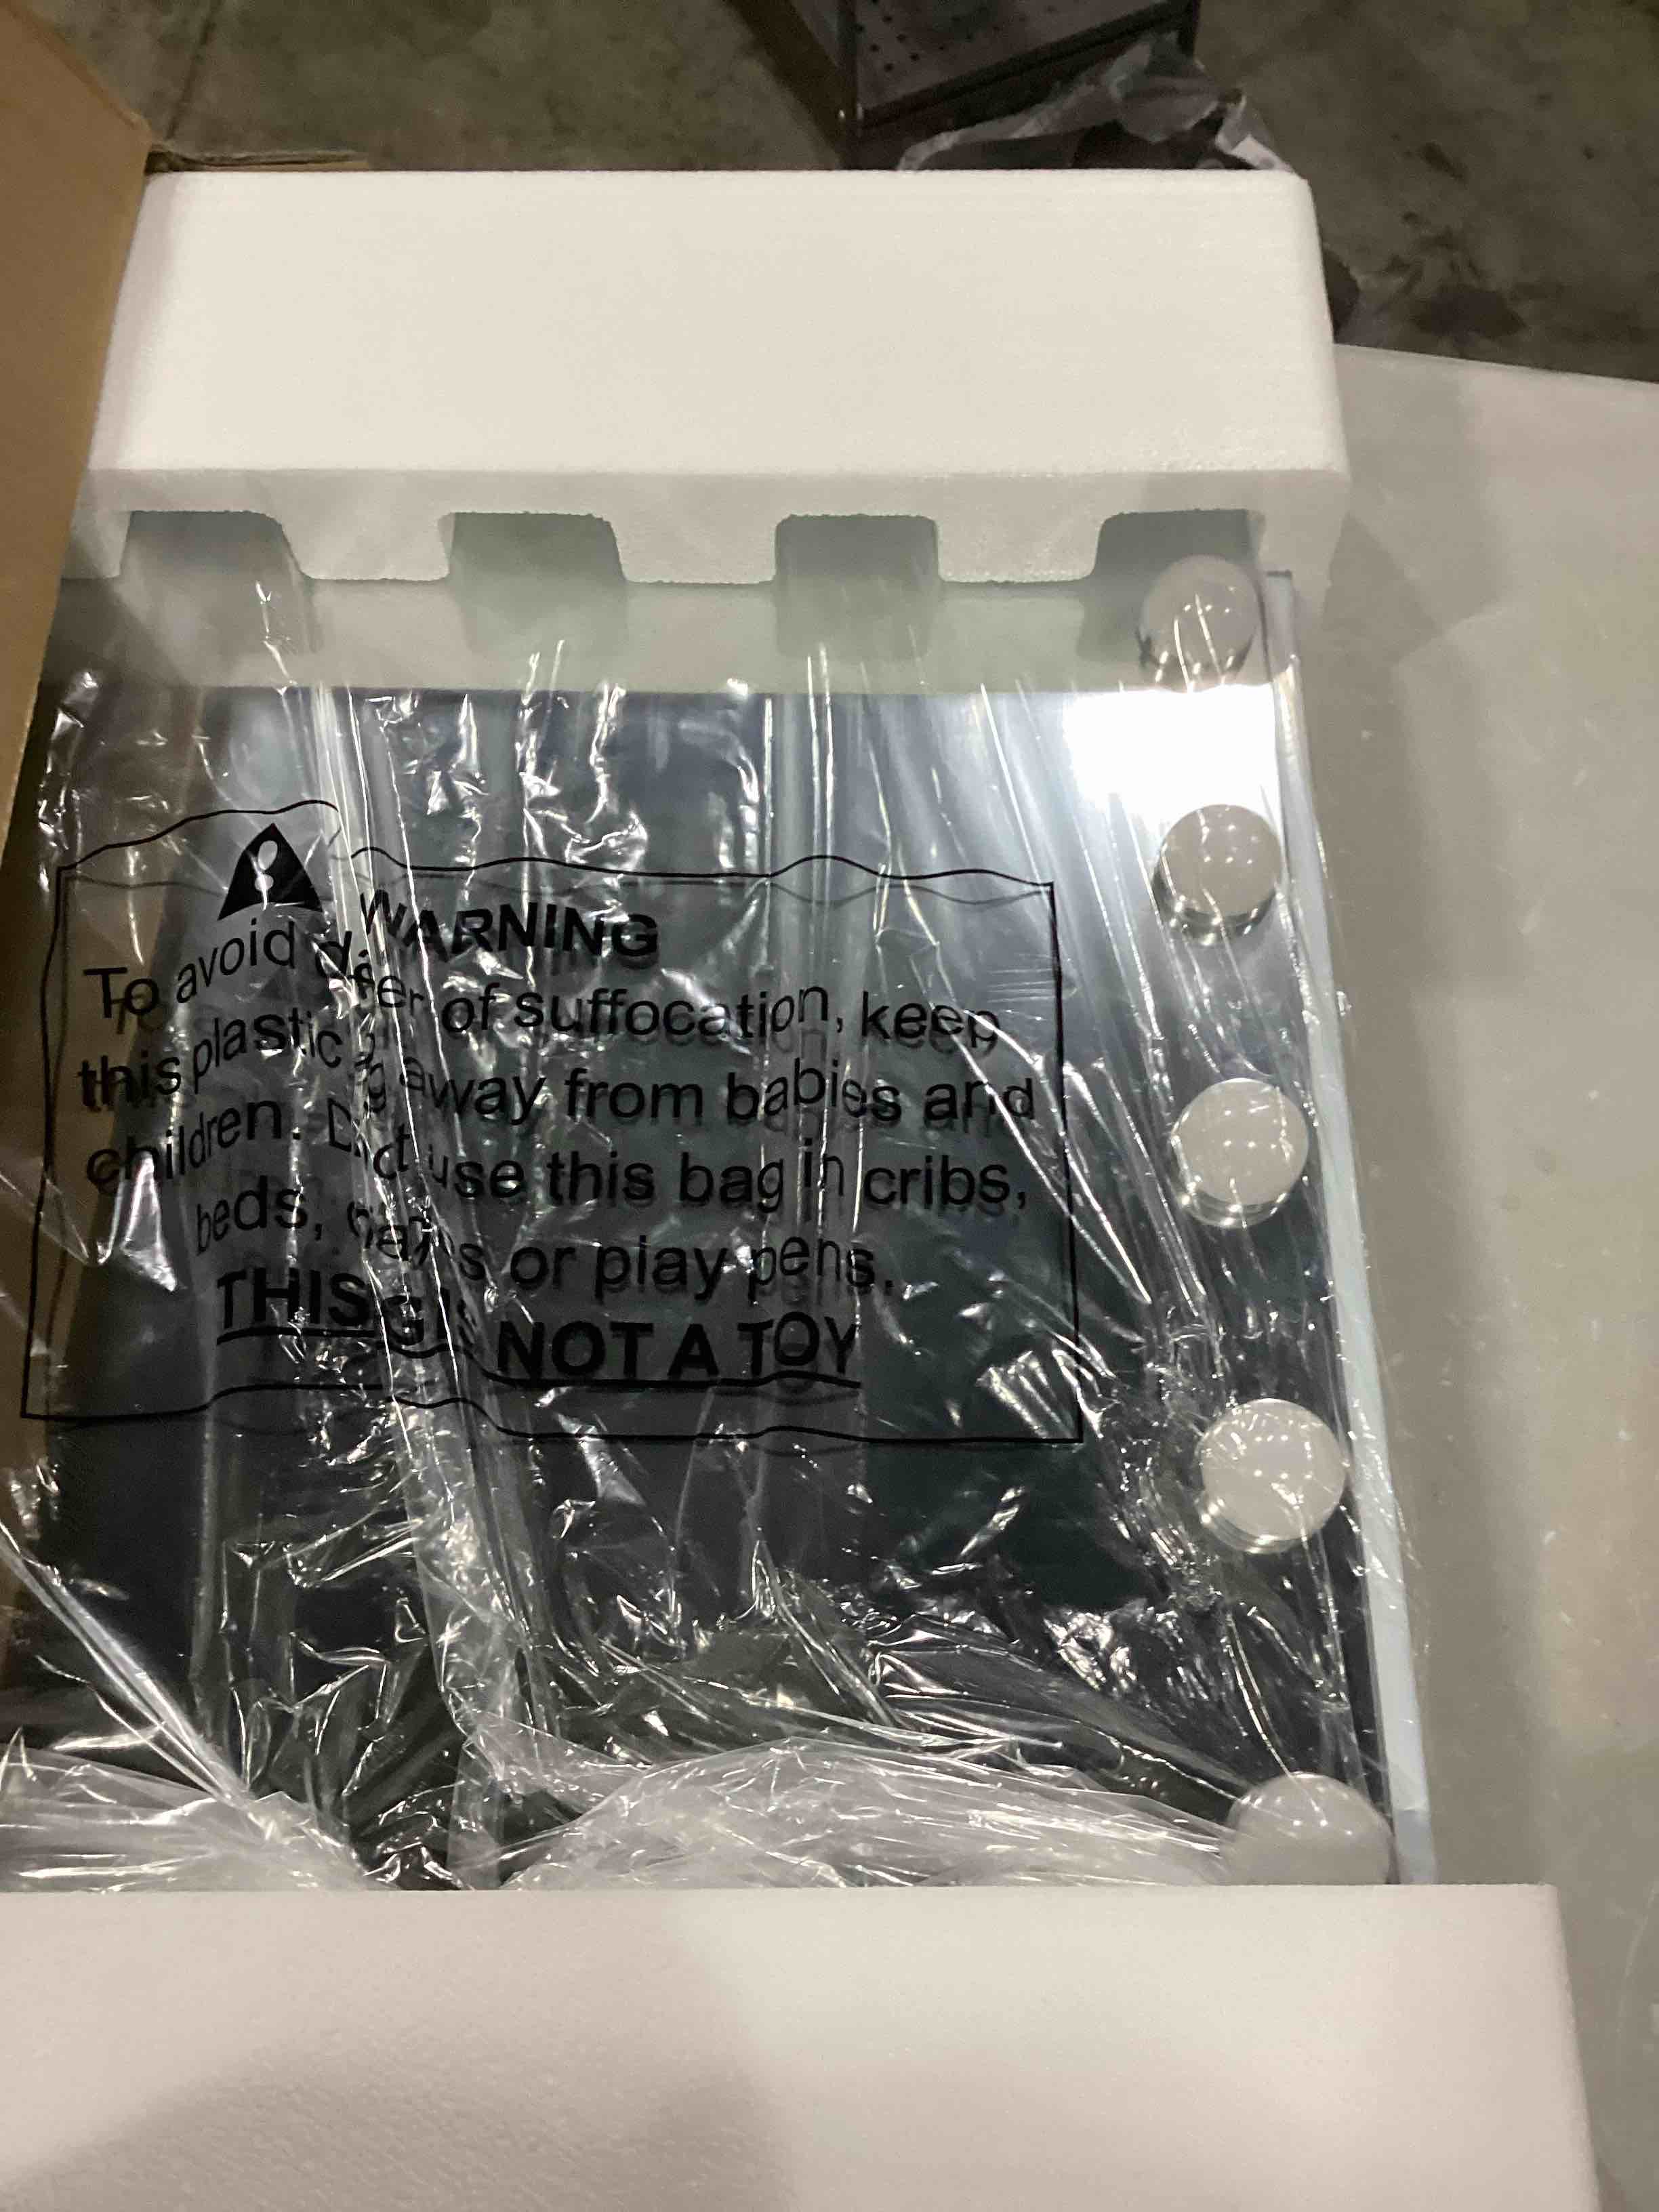 WARNING
To avoid of suffocation, keep
this plastic away from babies and
children. use this bag in cribs,
beds, or play pens.
THIS IS NOT A TOY